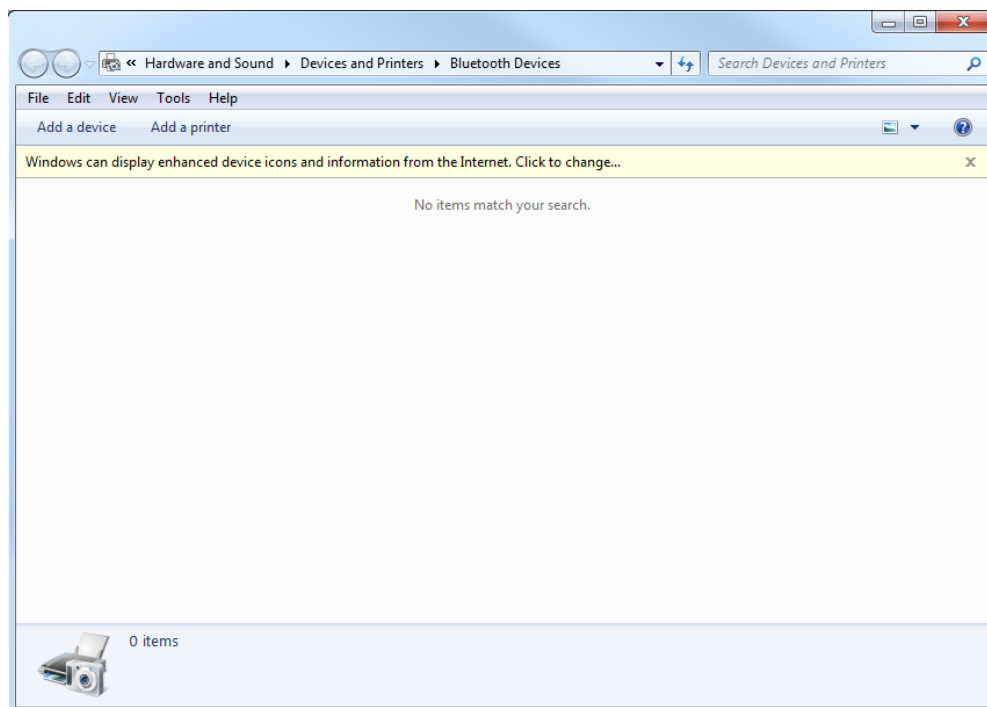 « Hardware and Sound ▸ Devices and Printers ▸ Bluetooth Devices Search Devices and Printers
File Edit View Tools Help
Add a device Add a printer
Windows can display enhanced device icons and information from the Internet. Click to change...
No items match your search.
0 items